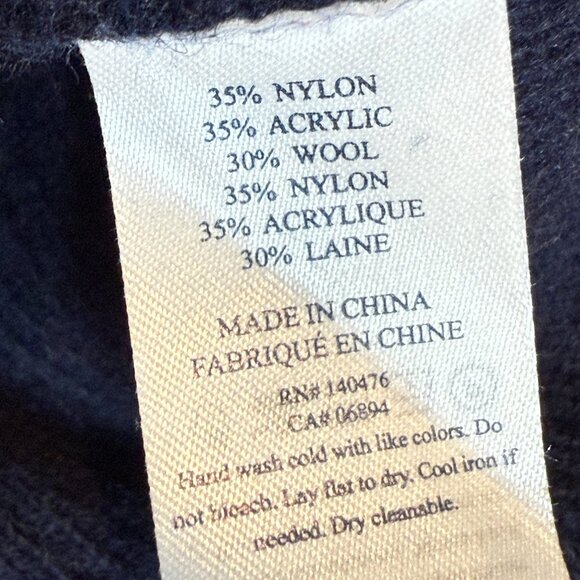 35% NYLON
35% ACRYLIC
30% WOOL
35% NYLON
35% ACRYLIQUE
30% LAINE
MADE IN CHINA
FABRIQUÉ EN CHINE
RN# 140476
CA# 06894
Hand wash cold with like colors. Do
not bleach. Lay flat to dry. Cool iron if
needed. Dry cleanable.